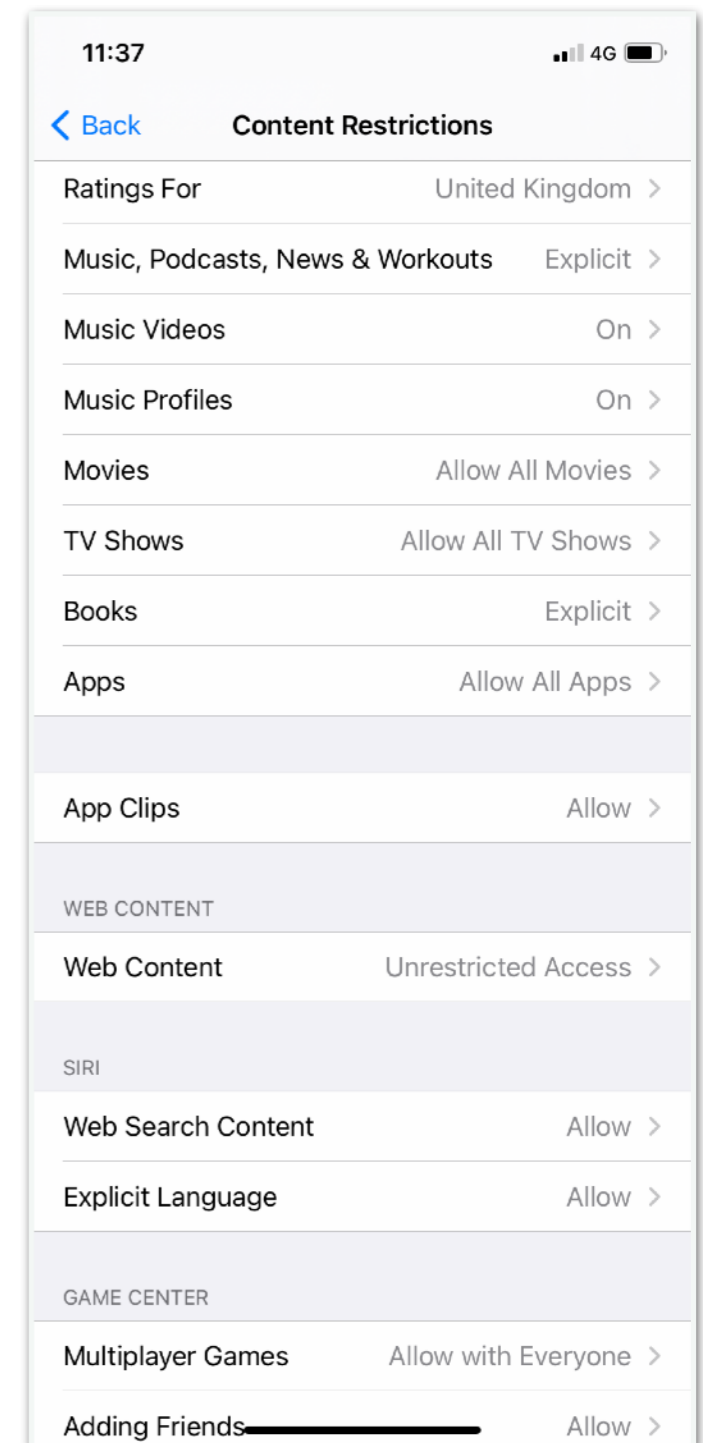 11:37 4G
Back Content Restrictions
Ratings For United Kingdom
Music, Podcasts, News & Workouts Explicit
Music Videos On
Music Profiles On
Movies Allow All Movies
TV Shows Allow All TV Shows
Books Explicit
Apps Allow All Apps
App Clips Allow
WEB CONTENT
Web Content Unrestricted Access
SIRI
Web Search Content Allow
Explicit Language Allow
GAME CENTER
Multiplayer Games Allow with Everyone
Adding Friends Allow